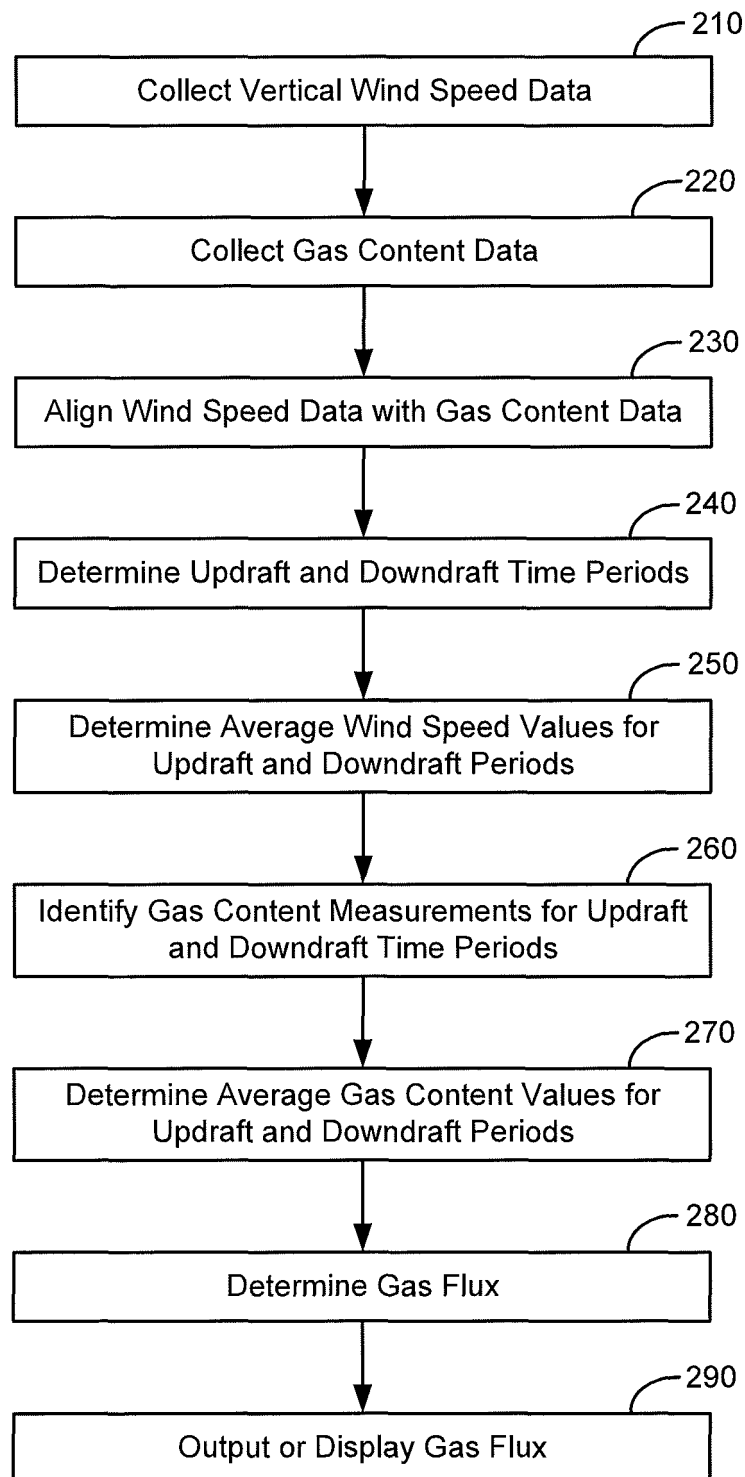 210
Collect Vertical Wind Speed Data
220
Collect Gas Content Data
230
Align Wind Speed Data with Gas Content Data
240
Determine Updraft and Downdraft Time Periods
250
Determine Average Wind Speed Values for
Updraft and Downdraft Periods
260
Identify Gas Content Measurements for Updraft
and Downdraft Time Periods
270
Determine Average Gas Content Values for
Updraft and Downdraft Periods
280
Determine Gas Flux
290
Output or Display Gas Flux